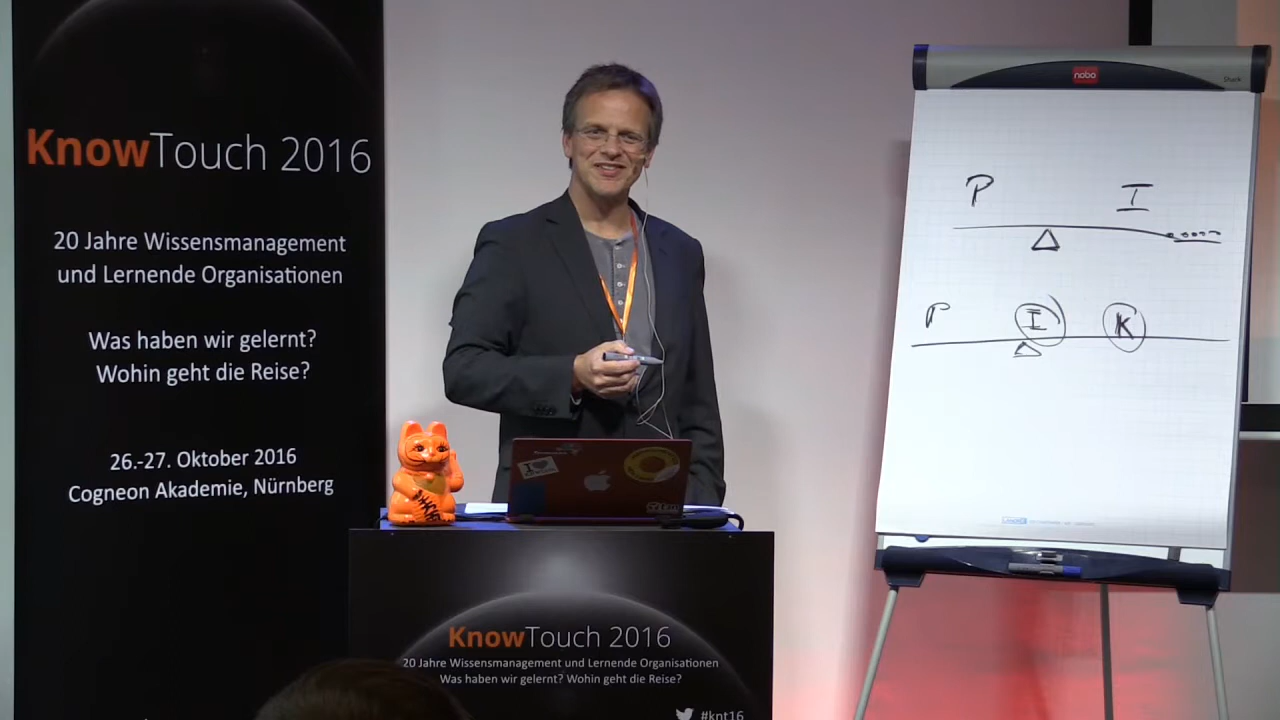 KnowTouch 2016
20 Jahre Wissensmanagement
und Lernende Organisationen
Was haben wir gelernt?
Wohin geht die Reise?
26.-27. Oktober 2016
Cogneon Akademie, Nürnberg
nobo
P I
P I K
KnowTouch 2016
20 Jahre Wissensmanagement und Lernende Organisationen
Was haben wir gelernt? Wohin geht die Reise?
#knt16